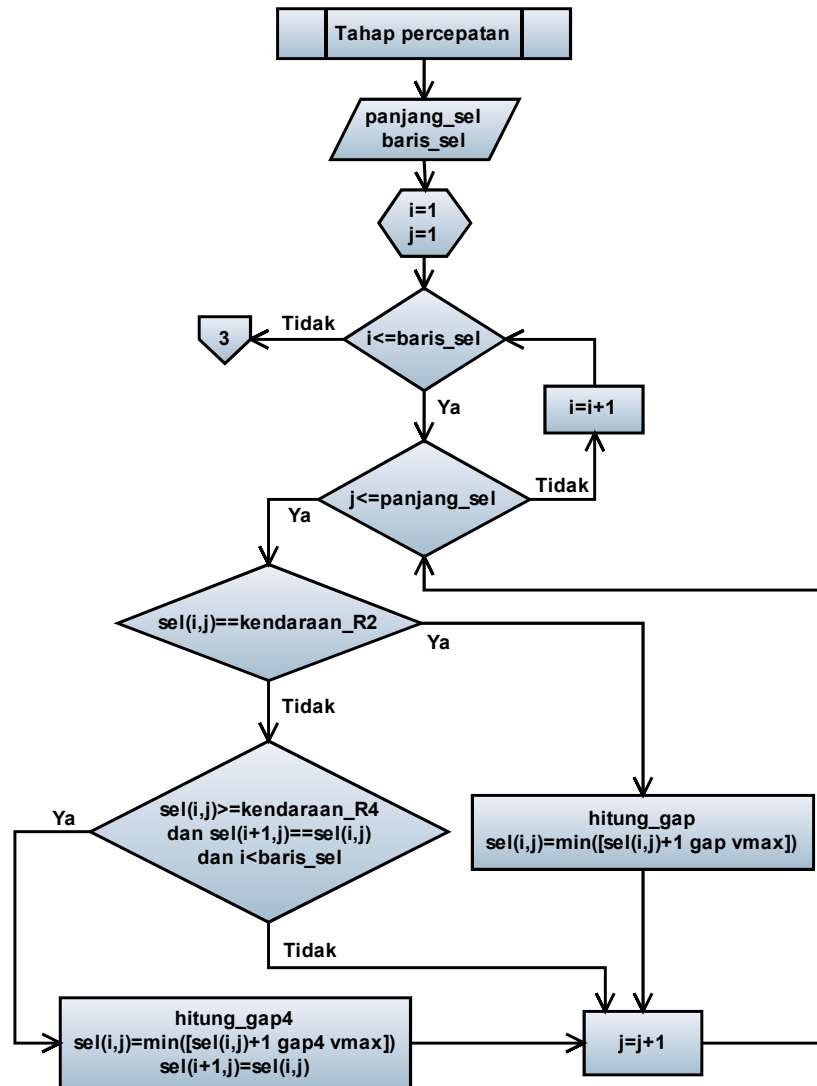 Tahap percepatan
panjang_sel
baris_sel
i=1
j=1
i<=baris_sel
Tidak
3
Ya
i=i+1
j<=panjang_sel
Tidak
Ya
sel(i,j)==kendaraan_R2
Ya
Tidak
sel(i,j)>=kendaraan_R4
dan sel(i+1,j)==sel(i,j)
dan i<baris_sel
Ya
Tidak
hitung_gap
sel(i,j)=min([sel(i,j)+1 gap vmax])
hitung_gap4
sel(i,j)=min([sel(i,j)+1 gap4 vmax])
sel(i+1,j)=sel(i,j)
j=j+1